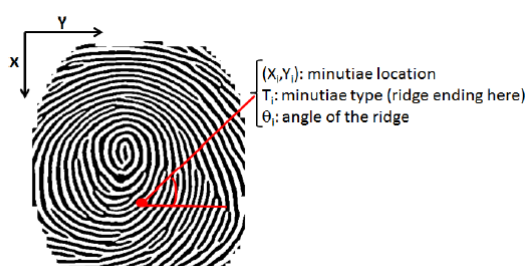 Y
X
(Xi,Yi): minutiae location
Ti: minutiae type (ridge ending here)
θi: angle of the ridge